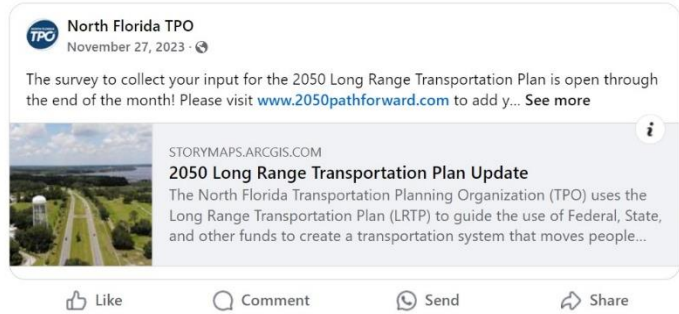 North Florida TPO
November 27, 2023 ·
The survey to collect your input for the 2050 Long Range Transportation Plan is open through
the end of the month! Please visit www.2050pathforward.com to add y... See more
STORYMAPS.ARCGIS.COM
2050 Long Range Transportation Plan Update
The North Florida Transportation Planning Organization (TPO) uses the
Long Range Transportation Plan (LRTP) to guide the use of Federal, State,
and other funds to create a transportation system that moves people...
Like Comment Send Share